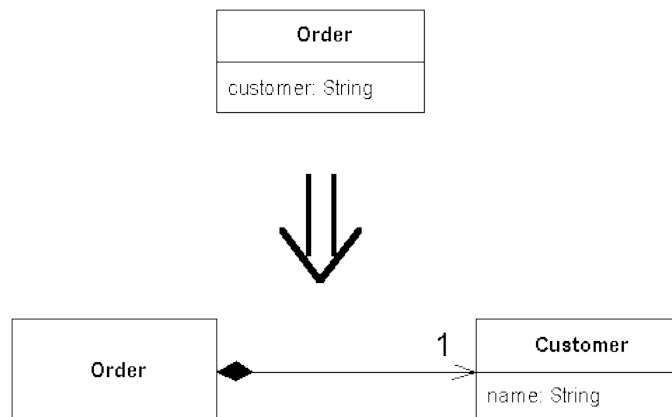 Order
customer: String
Order
1
Customer
name: String